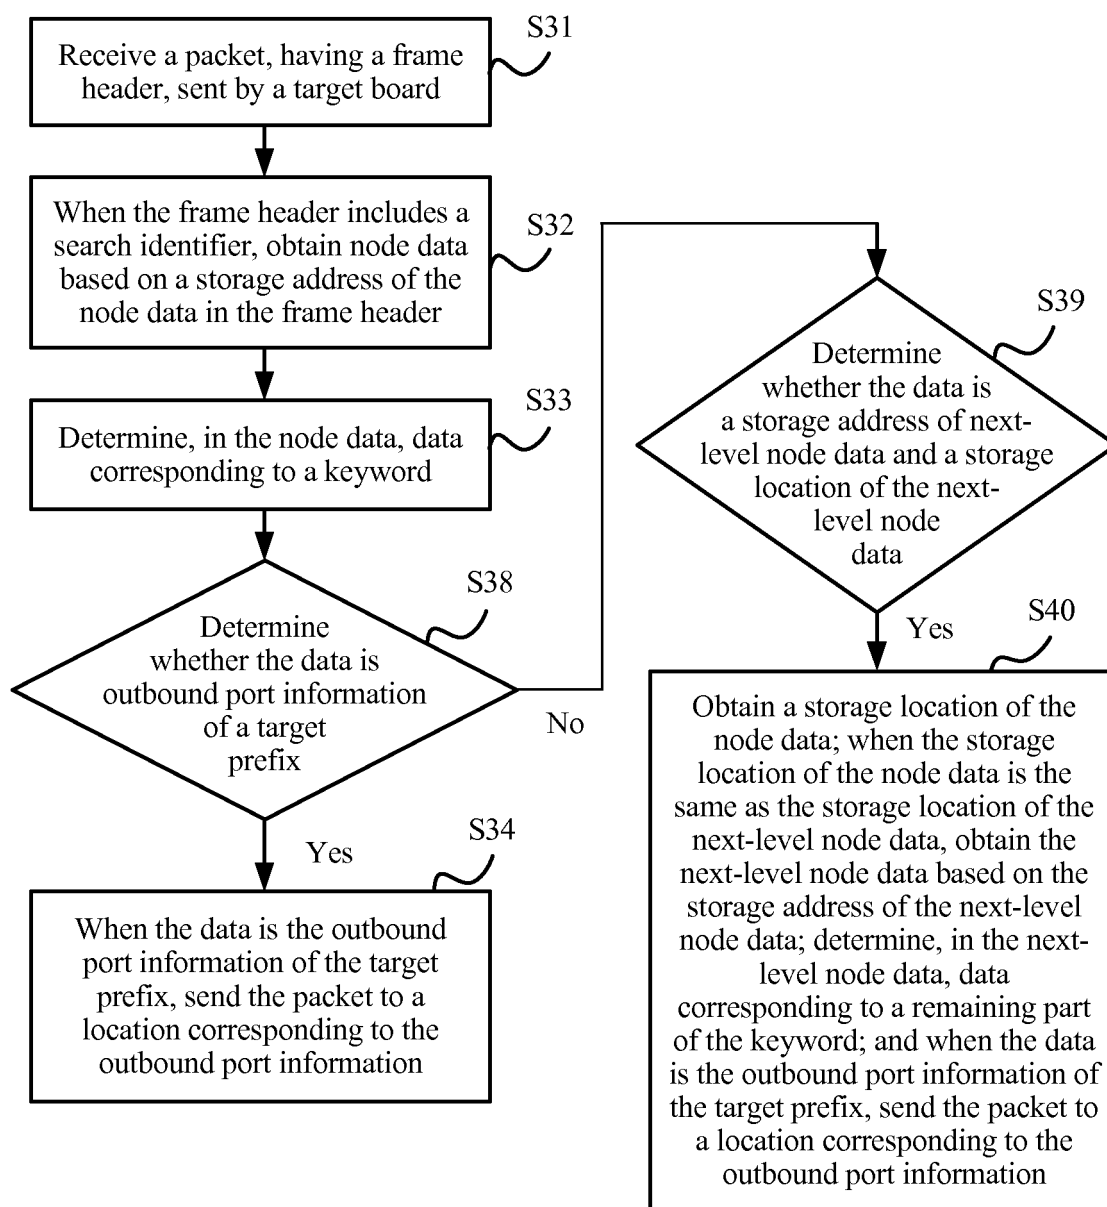 S31
Receive a packet, having a frame
header, sent by a target board
S32
When the frame header includes a
search identifier, obtain node data
based on a storage address of the
node data in the frame header
S33
Determine, in the node data, data
corresponding to a keyword
S38
Determine
whether the data is
outbound port information
of a target
prefix
No
Yes
S34
When the data is the outbound
port information of the target
prefix, send the packet to a
location corresponding to the
outbound port information
S39
Determine
whether the data is
a storage address of next-
level node data and a storage
location of the next-
level node
data
Yes
S40
Obtain a storage location of the
node data; when the storage
location of the node data is the
same as the storage location of the
next-level node data, obtain the
next-level node data based on the
storage address of the next-level
node data; determine, in the next-
level node data, data
corresponding to a remaining part
of the keyword; and when the data
is the outbound port information of
the target prefix, send the packet to
a location corresponding to the
outbound port information